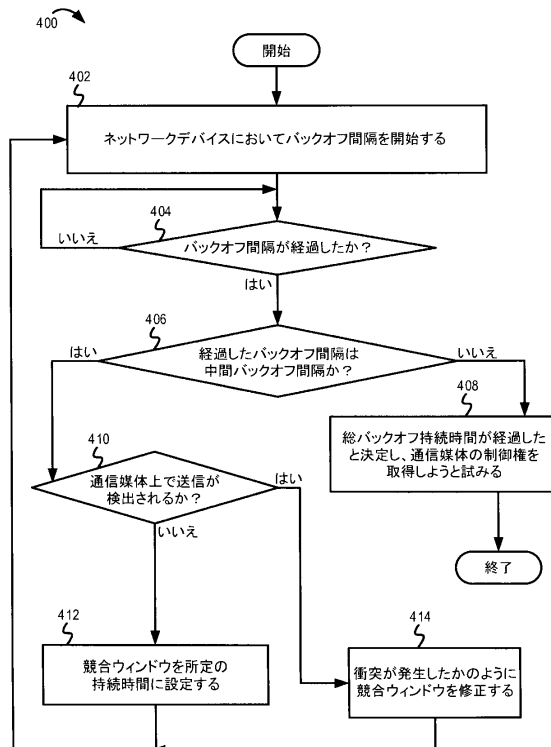 400
開始
402
ネットワークデバイスにおいてバックオフ間隔を開始する
404
いいえ
バックオフ間隔が経過したか？
はい
406
はい
経過したバックオフ間隔は
中間バックオフ間隔か？
いいえ
408
総バックオフ持続時間が経過した
と決定し、通信媒体の制御権を
取得しようと試みる
410
通信媒体上で送信が
検出されるか？
はい
いいえ
終了
412
競合ウィンドウを所定の
持続時間に設定する
414
衝突が発生したかのように
競合ウィンドウを修正する